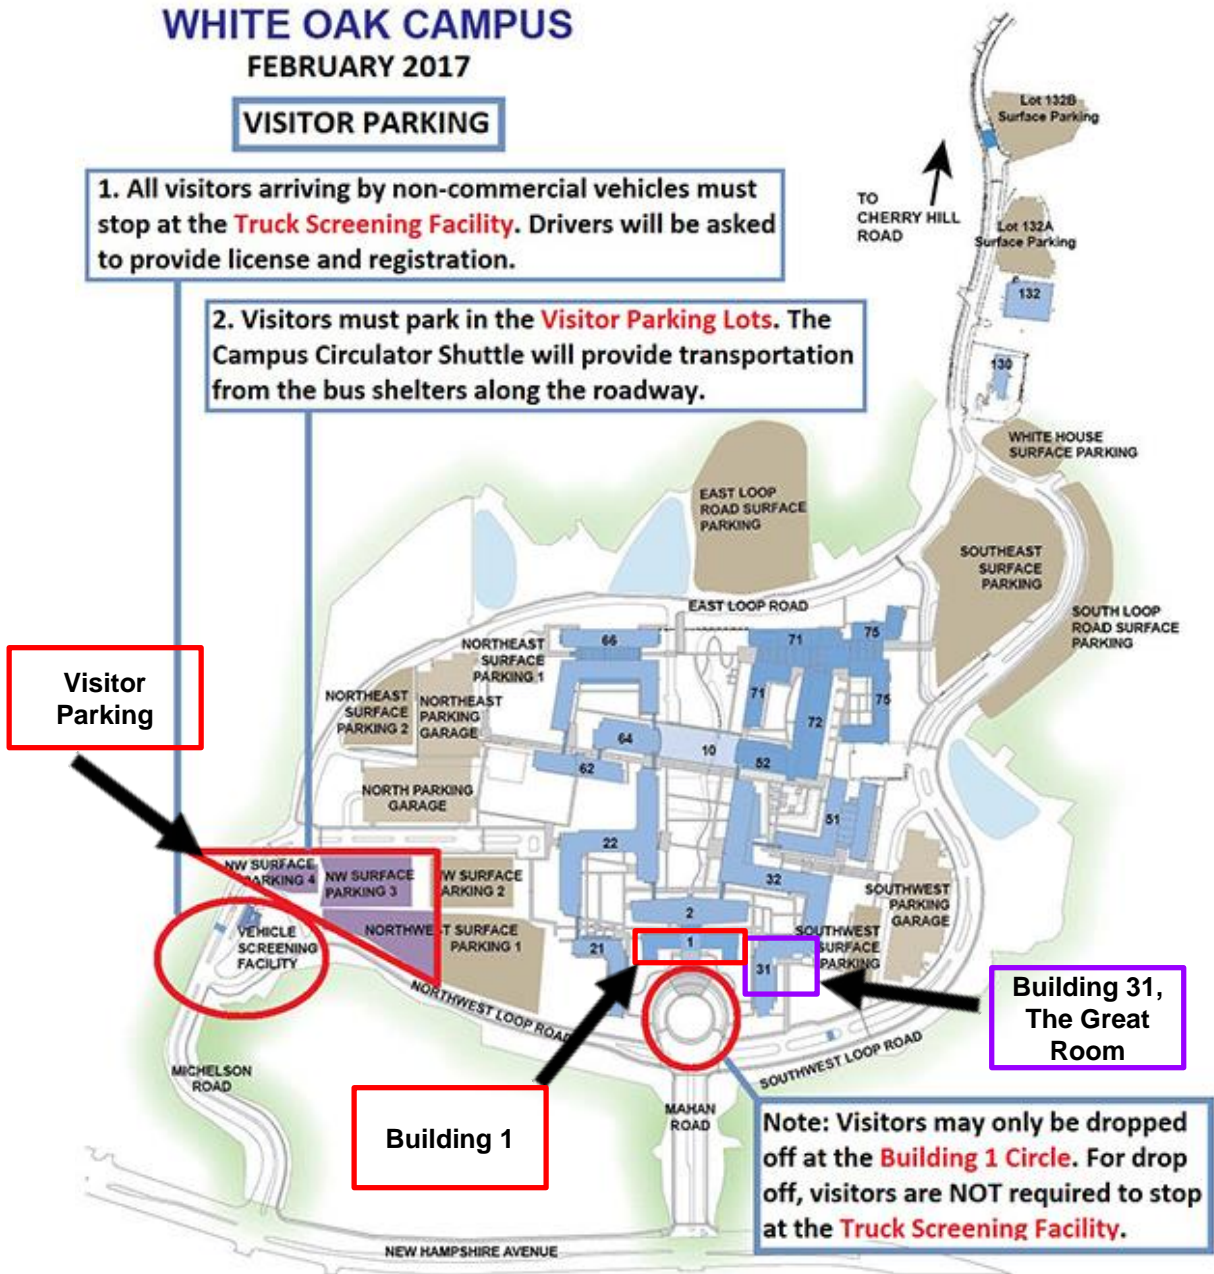 WHITE OAK CAMPUS
FEBRUARY 2017
VISITOR PARKING
1. All visitors arriving by non-commercial vehicles must
stop at the Truck Screening Facility. Drivers will be asked
to provide license and registration.
2. Visitors must park in the Visitor Parking Lots. The
Campus Circulator Shuttle will provide transportation
from the bus shelters along the roadway.
Lot 132B
Surface Parking
TO
CHERRY HILL
ROAD
Lot 132A
Surface Parking
132
130
WHITE HOUSE
SURFACE PARKING
EAST LOOP
ROAD SURFACE
PARKING
SOUTHEAST
SURFACE
PARKING
SOUTH LOOP
ROAD SURFACE
PARKING
EAST LOOP ROAD
66
71
75
NORTHEAST
SURFACE
PARKING 1
NORTHEAST
SURFACE
PARKING 2
NORTHEAST
PARKING
GARAGE
71
75
72
64
10
52
62
NORTH PARKING
GARAGE
51
22
32
Visitor
Parking
NW SURFACE
PARKING 4
NW SURFACE
PARKING 3
NW SURFACE
PARKING 2
NORTHWEST SURFACE
PARKING 1
VEHICLE
SCREENING
FACILITY
SOUTHWEST
PARKING
GARAGE
SOUTHWEST
SURFACE
PARKING
2
1
21
31
Building 31,
The Great
Room
NORTHWEST LOOP ROAD
SOUTHWEST LOOP ROAD
MICHELSON
ROAD
Building 1
MAHAN
ROAD
Note: Visitors may only be dropped
off at the Building 1 Circle. For drop
off, visitors are NOT required to stop
at the Truck Screening Facility.
NEW HAMPSHIRE AVENUE